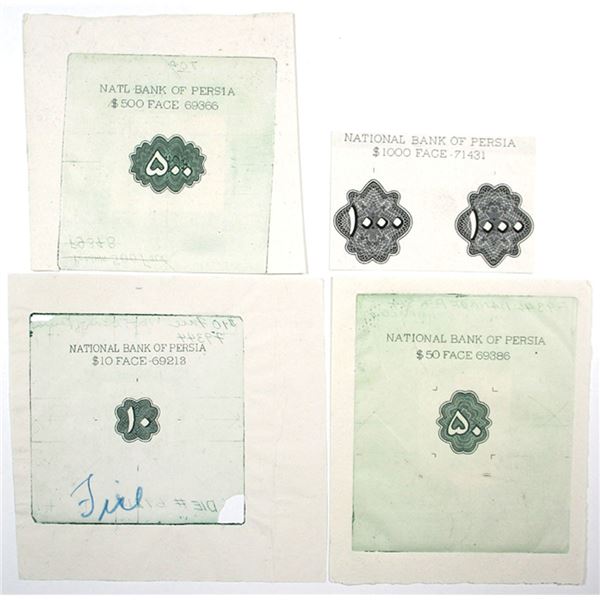 NATL BANK OF PERSIA
$500 FACE 69366
۵۰۰
NATIONAL BANK OF PERSIA
$1000 FACE-71431
۱۰۰۰ ۱۰۰۰
NATIONAL BANK OF PERSIA
$10 FACE-69213
۱۰
NATIONAL BANK OF PERSIA
$50 FACE 69386
۵۰